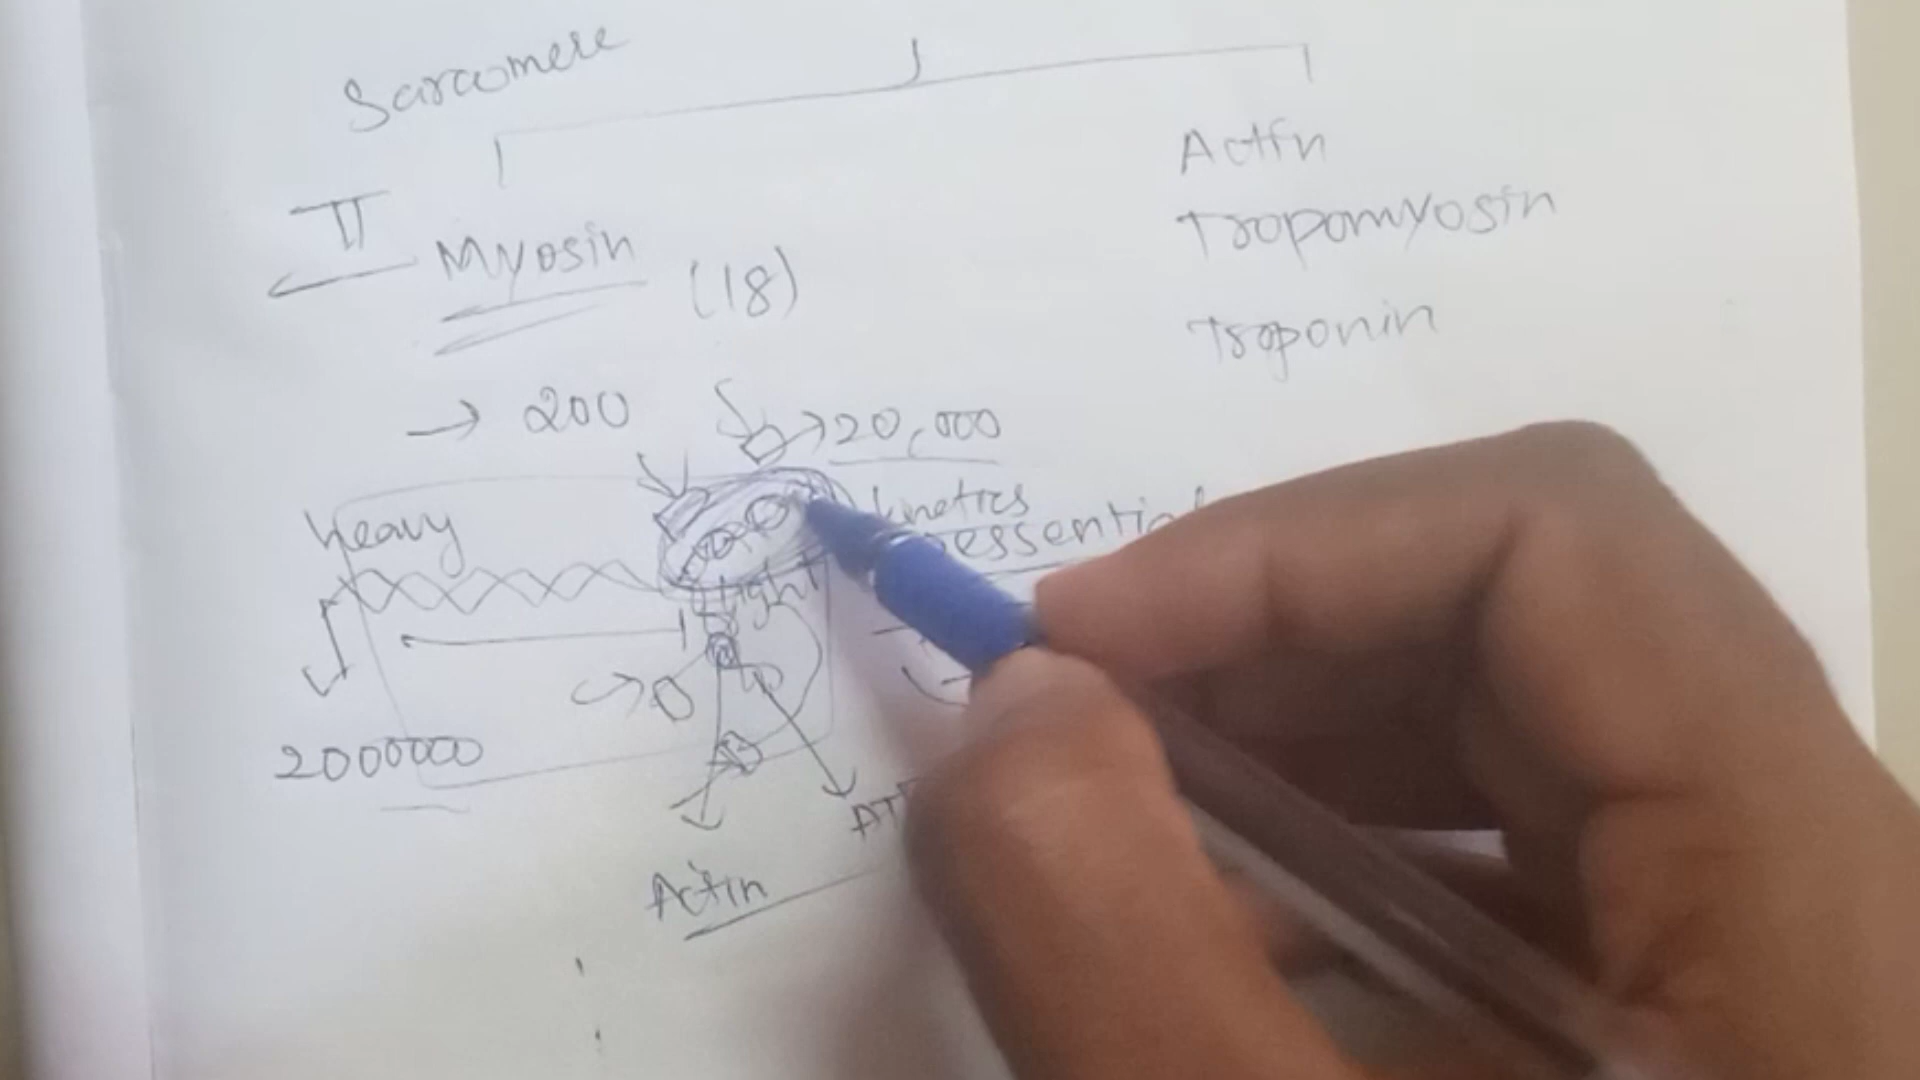 Sarcomere
II Myosin (18)
Actin
Tropomyosin
Troponin
→ 200
→ 20,000
Heavy
kinetics
essential
light
2000000
Actin